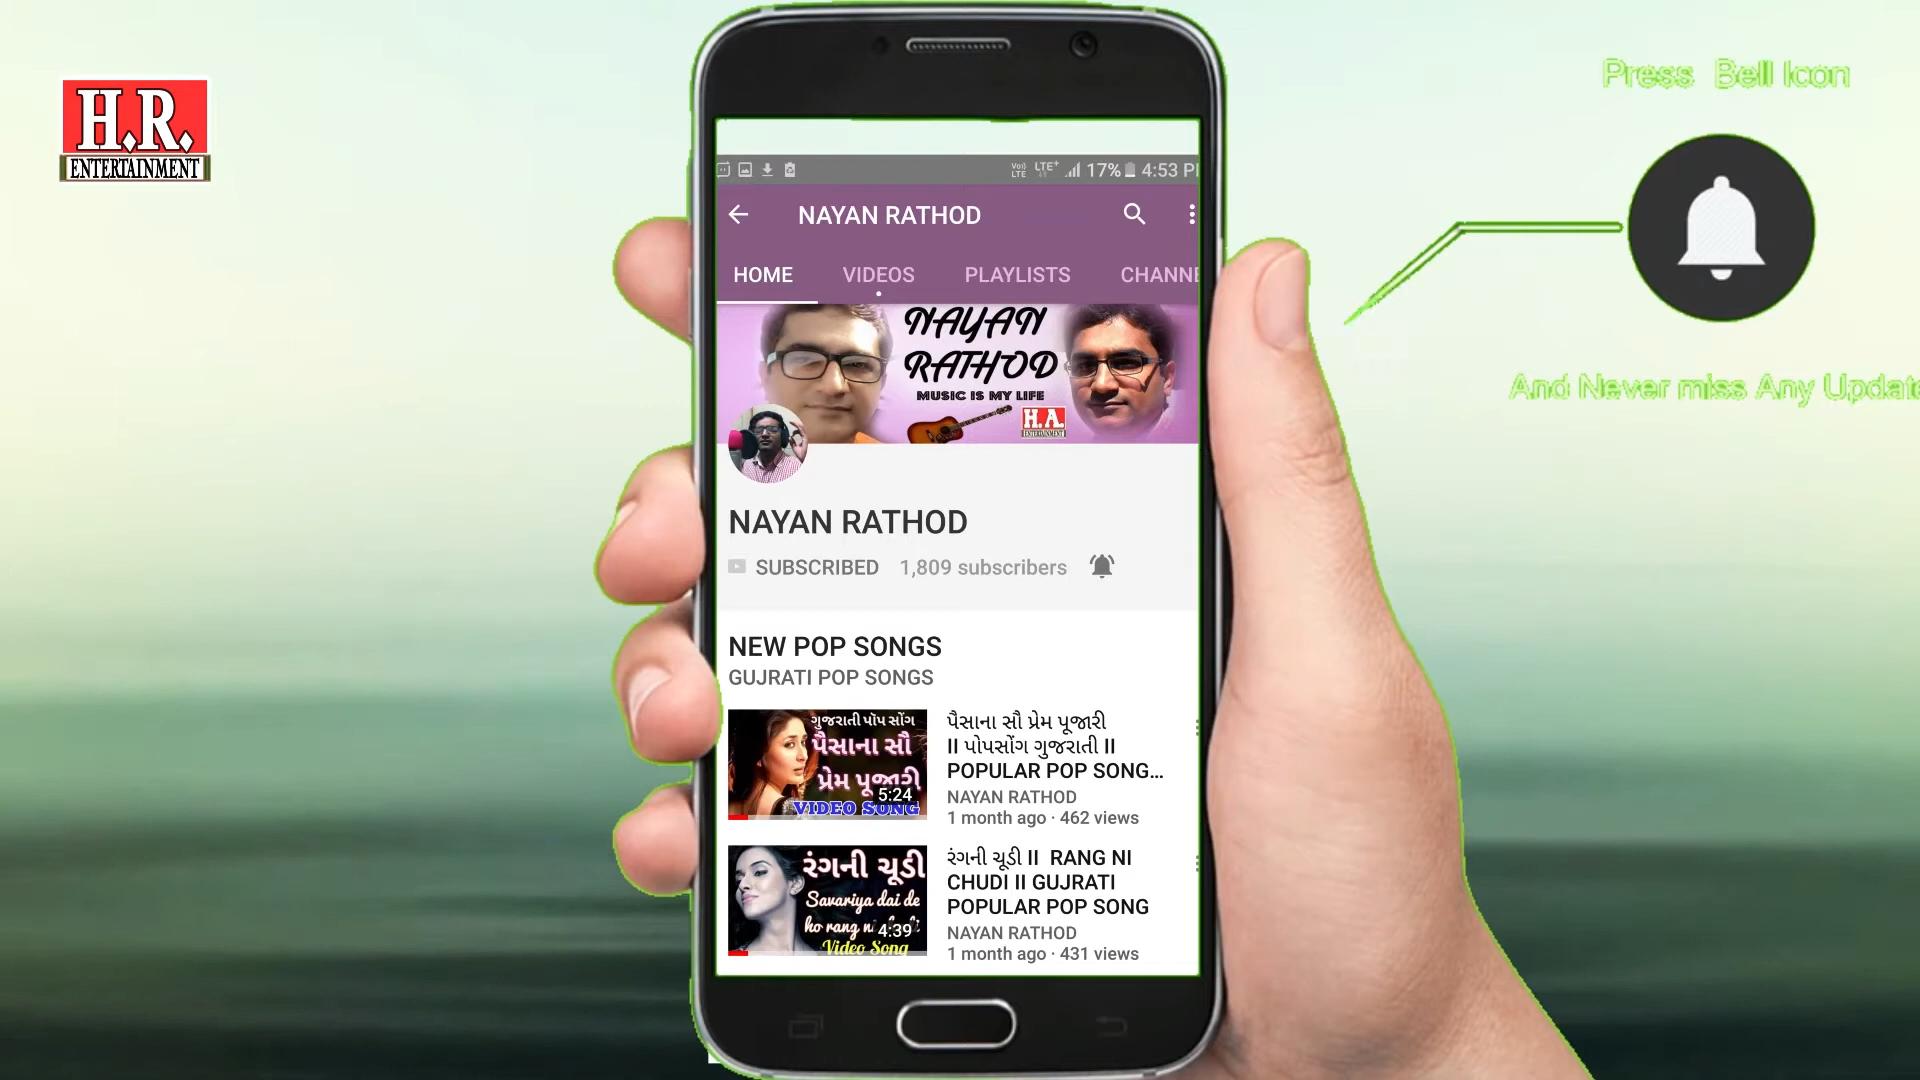 H.R.
ENTERTAINMENT
Press Bell Icon
And Never miss Any Update
VoD LTE LTE+ 17% 4:53 P
NAYAN RATHOD
HOME VIDEOS PLAYLISTS CHANNE
NAYAN
RATHOD
MUSIC IS MY LIFE
H.A.
ENTERTAINMENT
NAYAN RATHOD
SUBSCRIBED 1,809 subscribers
NEW POP SONGS
GUJRATI POP SONGS
ગુજરાતી પૉપ સોંગ
પૈસાના સૌ
પ્રેમ પૂજારી
5:24
VIDEO SONG
પૈસાના સૌ પ્રેમ પૂજારી
II પોપસોંગ ગુજરાતી II
POPULAR POP SONG...
NAYAN RATHOD
1 month ago · 462 views
રંગની ચૂડી
Savariya dai de
ho rang
4:39
Video Song
રંગની ચૂડી II RANG NI
CHUDI II GUJRATI
POPULAR POP SONG
NAYAN RATHOD
1 month ago · 431 views